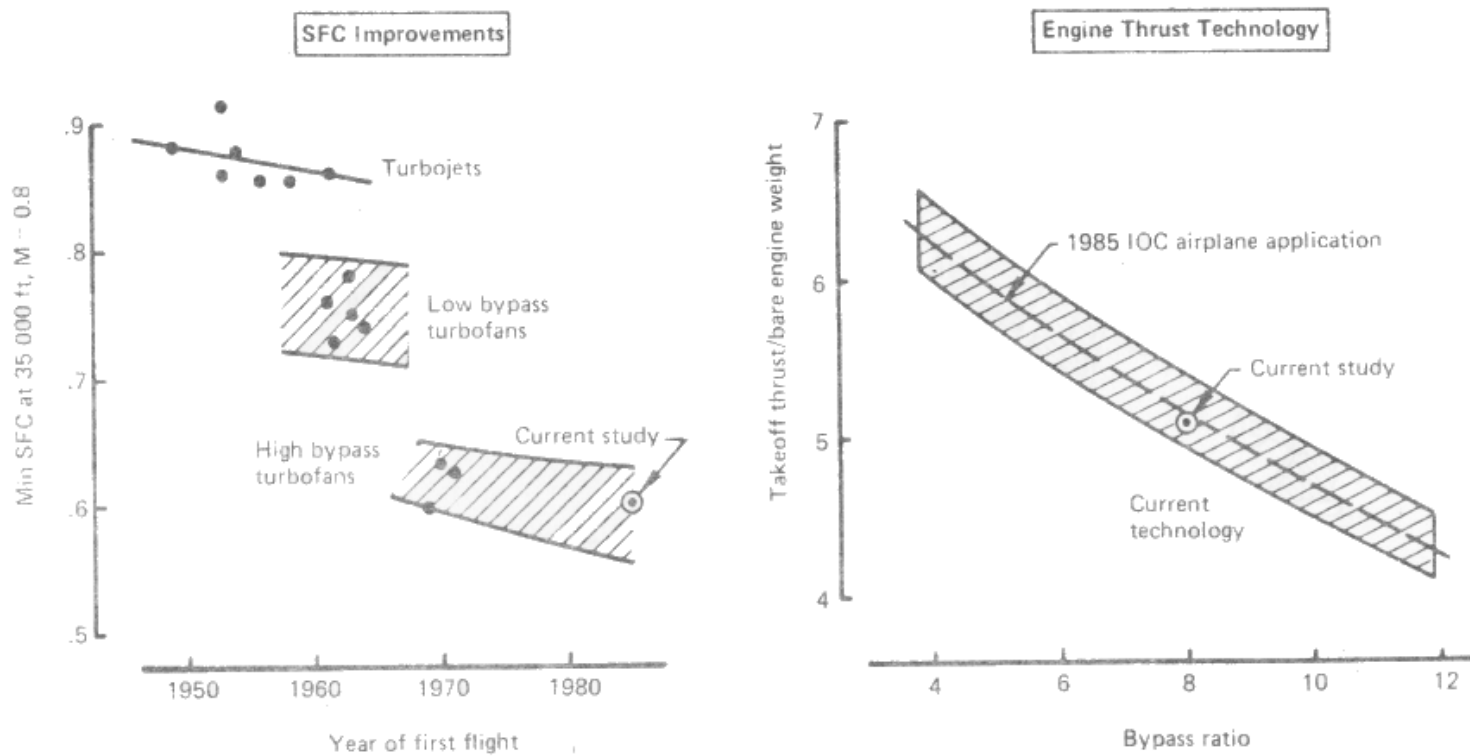 SFC Improvements
.9
.8
.7
.6
.5
Min SFC at 35 000 ft, M - 0.8
Turbojets
Low bypass
turbofans
High bypass
turbofans
Current study
1950
1960
1970
1980
Year of first flight
Engine Thrust Technology
7
6
5
4
Takeoff thrust/bare engine weight
1985 IOC airplane application
Current study
Current
technology
4
6
8
10
12
Bypass ratio